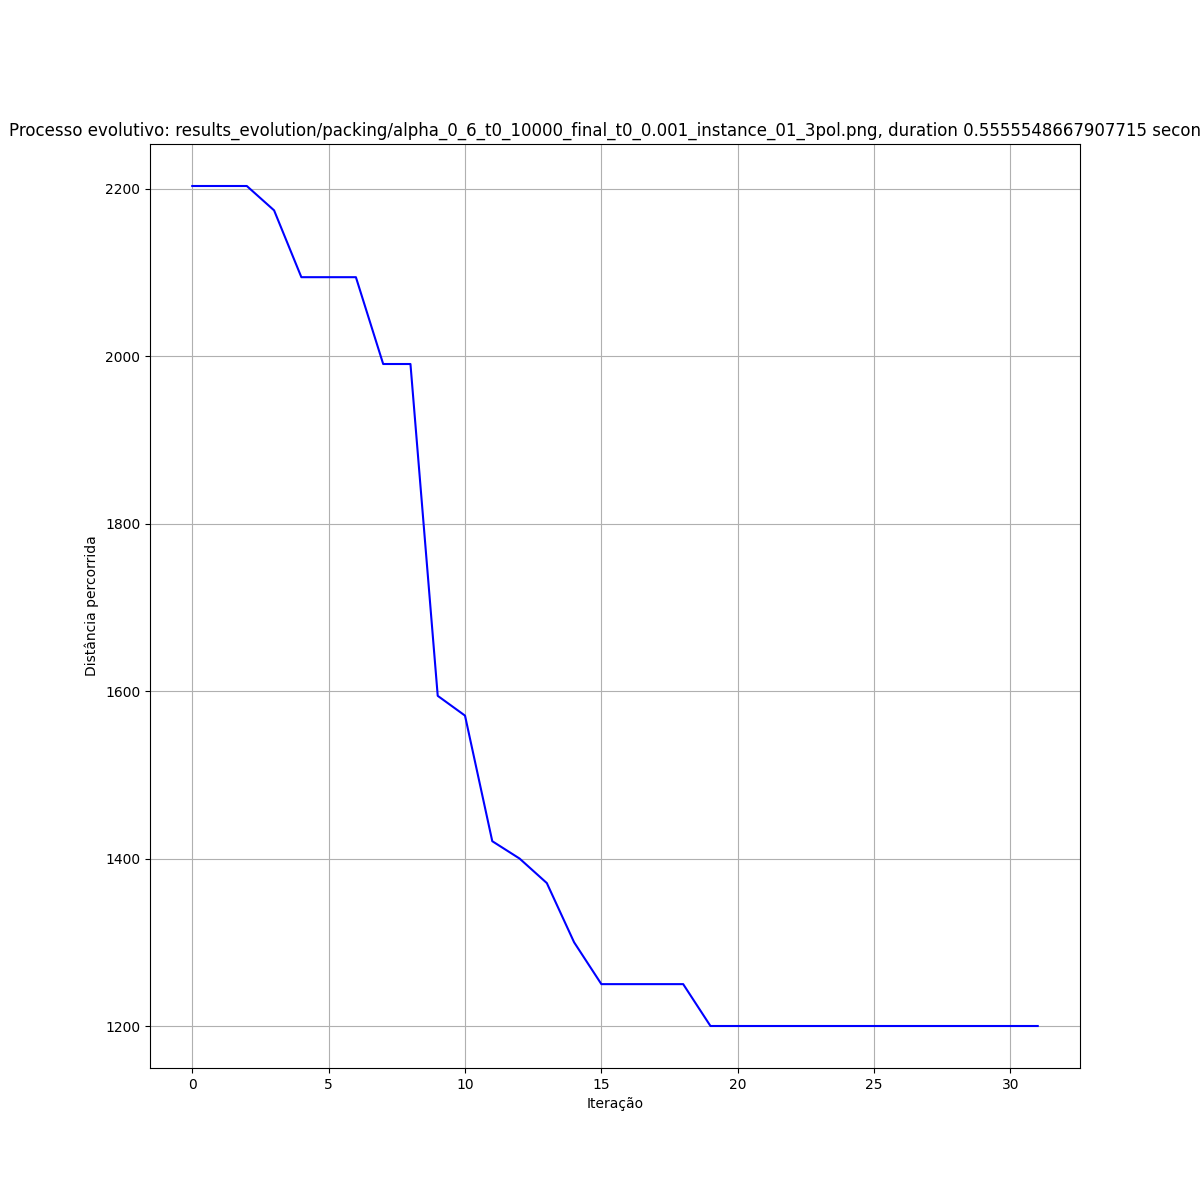 Processo evolutivo: results_evolution/packing/alpha_0_6_t0_10000_final_t0_0.001_instance_01_3pol.png, duration 0.5555548667907715 secon
2200
2000
1800
1600
1400
1200
Distância percorrida
0 5 10 15 20 25 30
Iteração